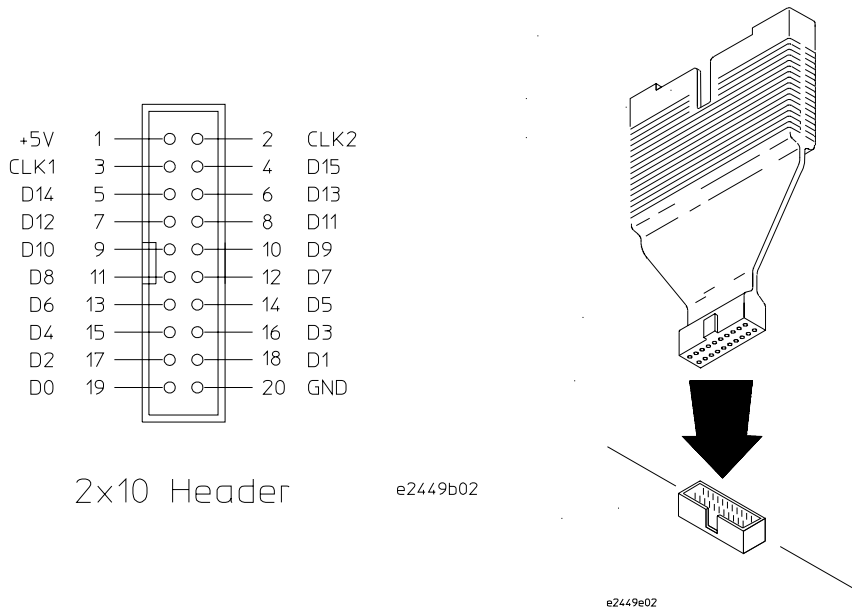 +5V 1 2 CLK2
CLK1 3 4 D15
D14 5 6 D13
D12 7 8 D11
D10 9 10 D9
D8 11 12 D7
D6 13 14 D5
D4 15 16 D3
D2 17 18 D1
D0 19 20 GND
2x10 Header
e2449b02
e2449e02